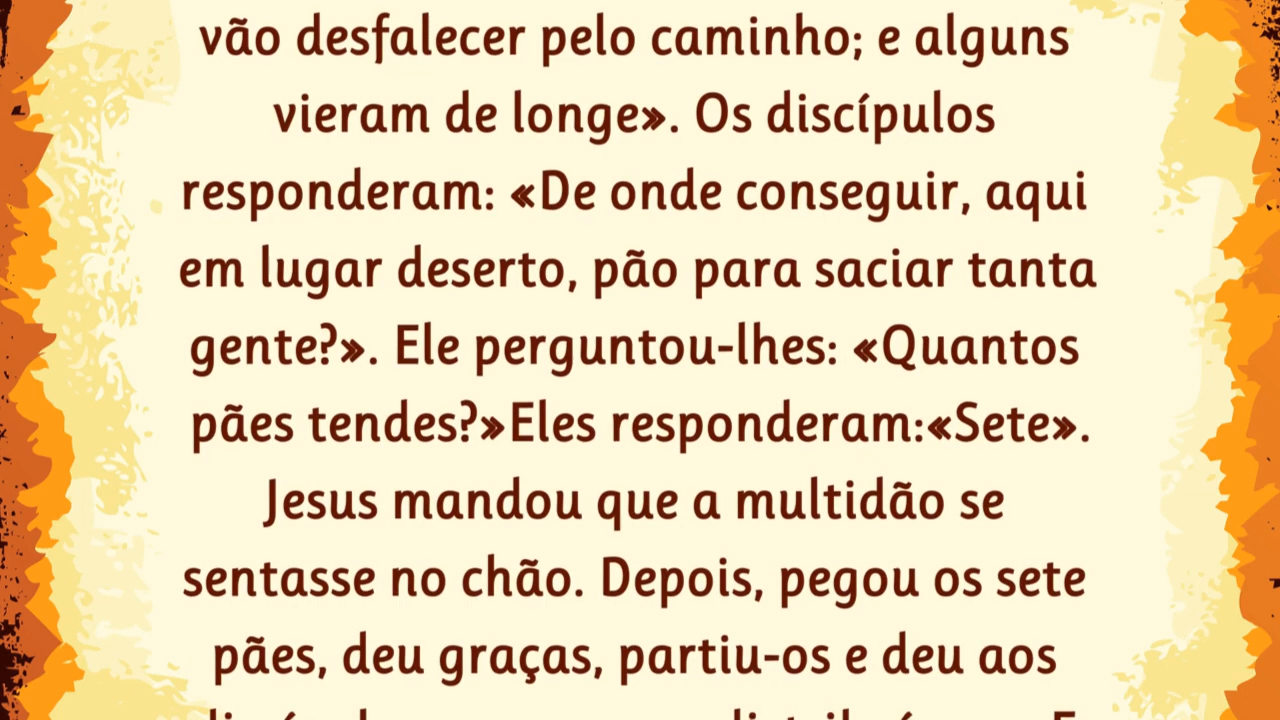 vão desfalecer pelo caminho; e alguns
vieram de longe». Os discípulos
responderam: «De onde conseguir, aqui
em lugar deserto, pão para saciar tanta
gente?». Ele perguntou-lhes: «Quantos
pães tendes?»Eles responderam:«Sete».
Jesus mandou que a multidão se
sentasse no chão. Depois, pegou os sete
pães, deu graças, partiu-os e deu aos